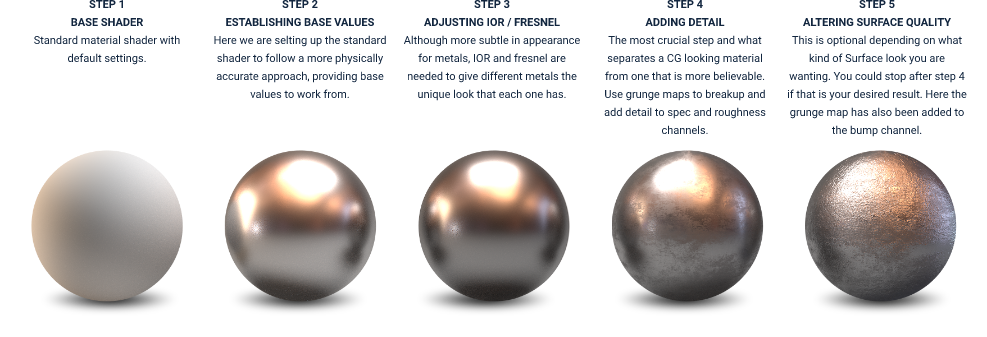 STEP 1
BASE SHADER
Standard material shader with
default settings.
STEP 2
ESTABLISHING BASE VALUES
Here we are selting up the standard
shader to follow a more physically
accurate approach, providing base
values to work from.
STEP 3
ADJUSTING IOR / FRESNEL
Although more subtle in appearance
for metals, IOR and fresnel are
needed to give different metals the
unique look that each one has.
STEP 4
ADDING DETAIL
The most crucial step and what
separates a CG looking material
from one that is more believable.
Use grunge maps to breakup and
add detail to spec and roughness
channels.
STEP 5
ALTERING SURFACE QUALITY
This is optional depending on what
kind of Surface look you are
wanting. You could stop after step 4
if that is your desired result. Here the
grunge map has also been added to
the bump channel.